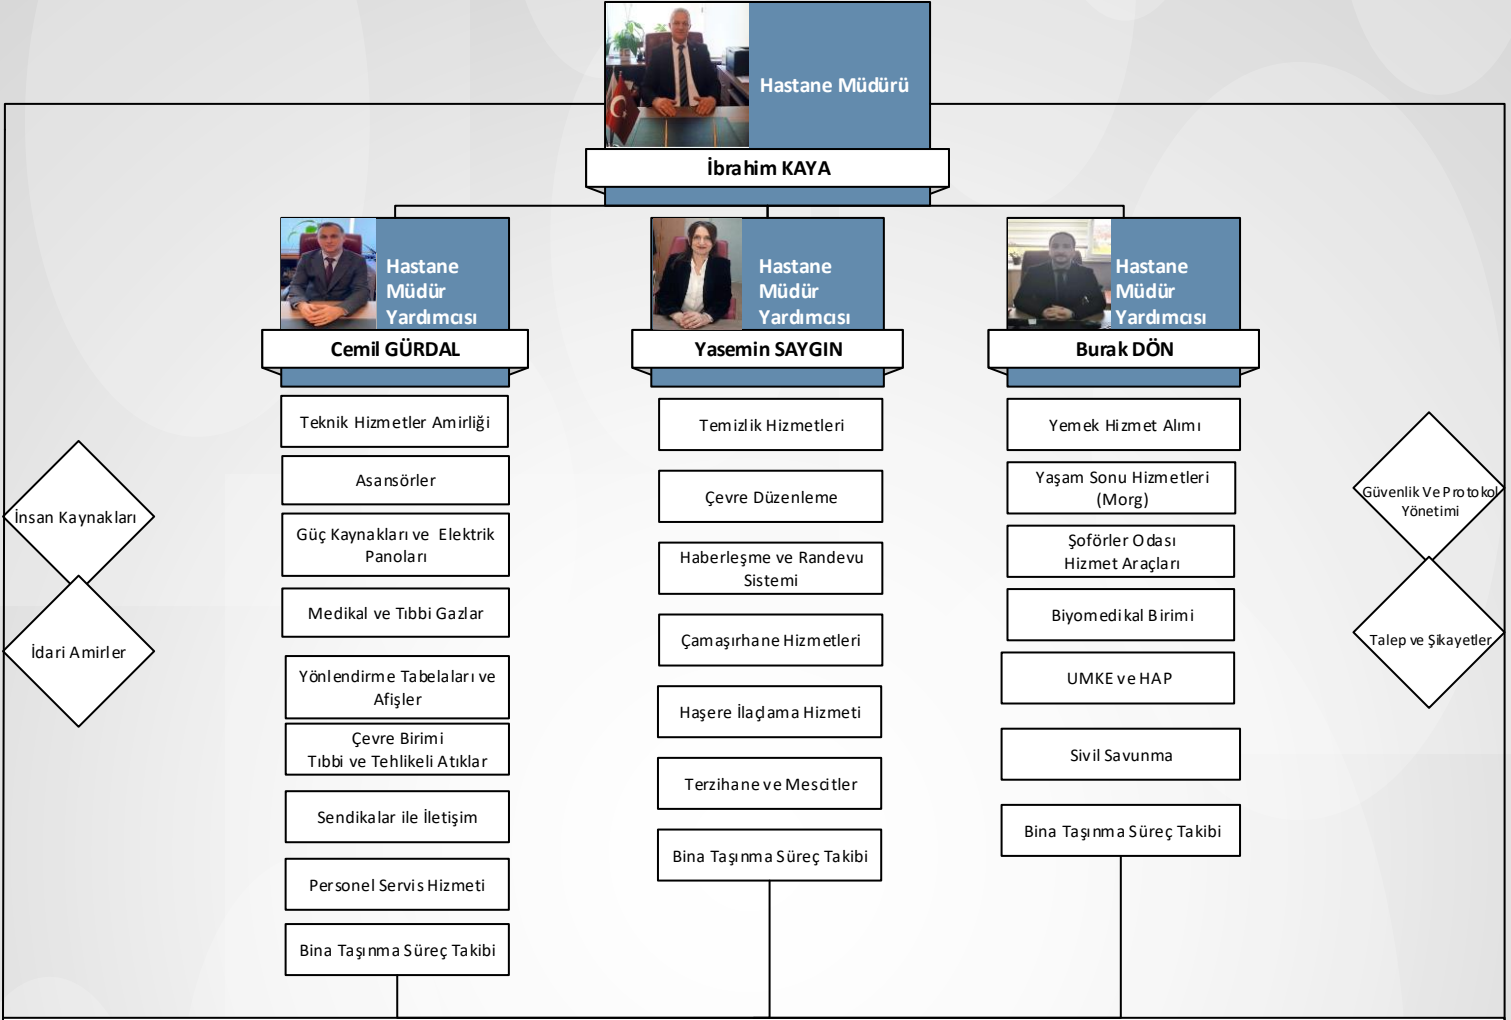 Hastane Müdürü
İbrahim KAYA
Hastane
Müdür
Yardımcısı
Cemil GÜRDAL
Hastane
Müdür
Yardımcısı
Yasemin SAYGIN
Hastane
Müdür
Yardımcısı
Burak DÖN
İnsan Kaynakları
İdari Amirler
Teknik Hizmetler Amirliği
Asansörler
Güç Kaynakları ve Elektrik
Panoları
Medikal ve Tıbbi Gazlar
Yönlendirme Tabelaları ve
Afişler
Çevre Birimi
Tıbbi ve Tehlikeli Atıklar
Sendikalar ile İletişim
Personel Servis Hizmeti
Bina Taşınma Süreç Takibi
Temizlik Hizmetleri
Çevre Düzenleme
Haberleşme ve Randevu
Sistemi
Çamaşırhane Hizmetleri
Haşere İlaçlama Hizmeti
Terzihane ve Mescitler
Bina Taşınma Süreç Takibi
Yemek Hizmet Alımı
Yaşam Sonu Hizmetleri
(Morg)
Şoförler Odası
Hizmet Araçları
Biyomedikal Birimi
UMKE ve HAP
Sivil Savunma
Bina Taşınma Süreç Takibi
Güvenlik Ve Protokol
Yönetimi
Talep ve Şikayetler